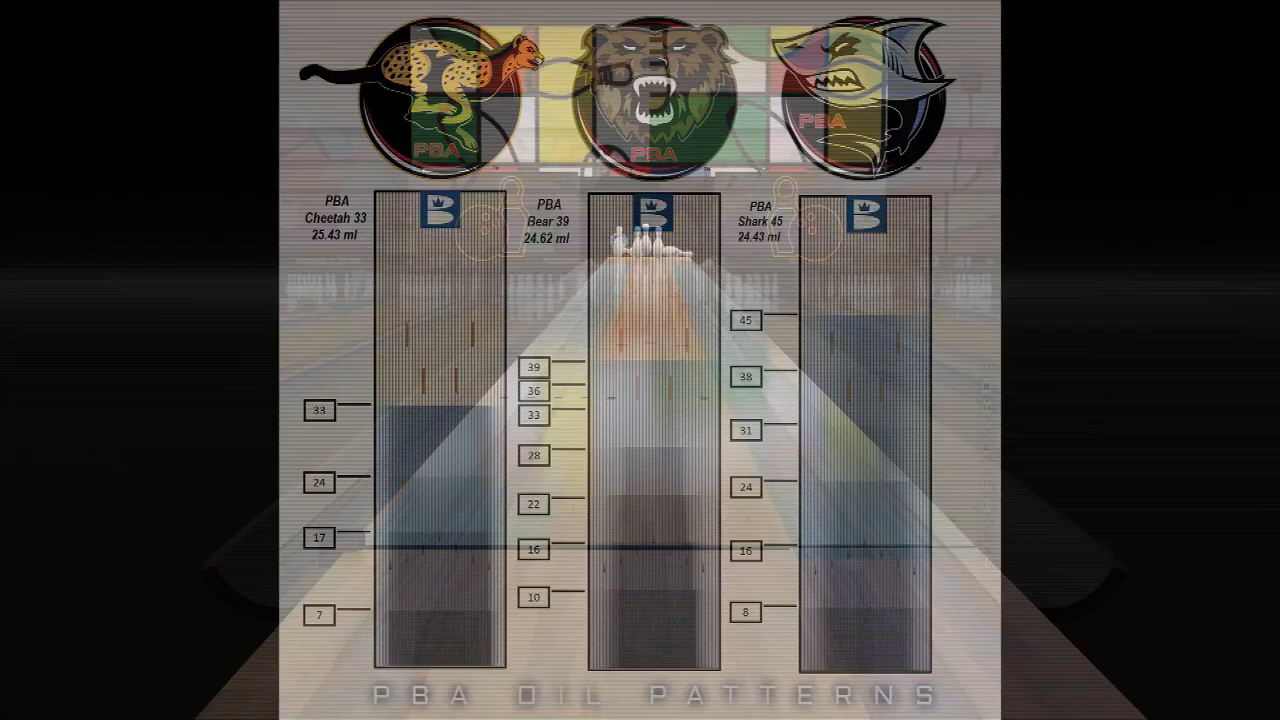 PBA
PBA
PBA
PBA
Cheetah 33
25.43 ml
PBA
Bear 39
24.62 ml
PBA
Shark 45
24.43 ml
B
B
B
33
24
17
7
39
36
33
28
22
16
10
45
38
31
24
16
8
PBA OIL PATTERNS